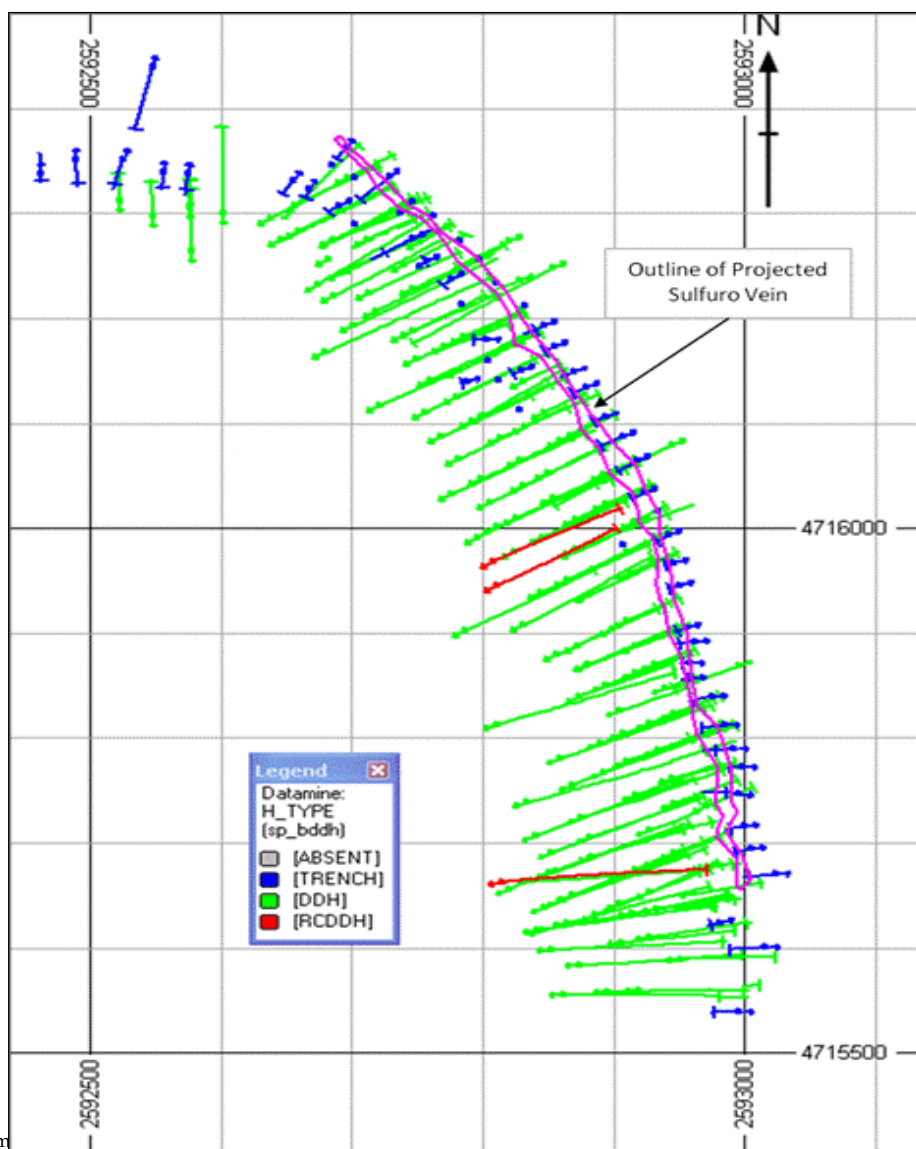 2592500
2593000
N
Outline of Projected
Sulfuro Vein
4716000
Legend
Datamine:
H_TYPE
(sp_bddh)
[ABSENT]
[TRENCH]
[DDH]
[RCDDH]
4715500
2592500
2593000